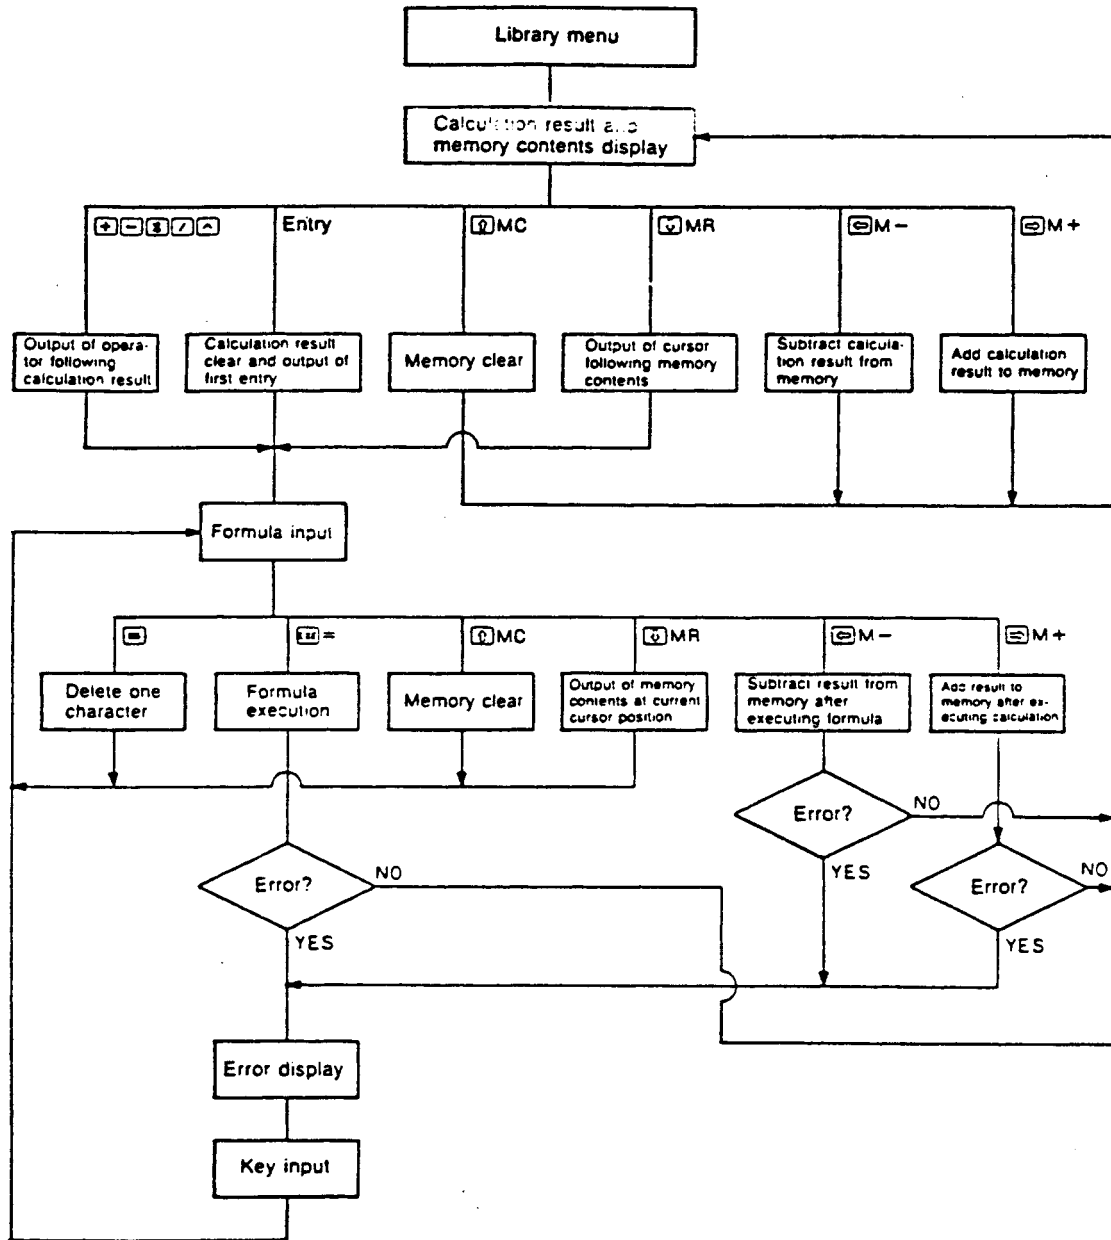 Library menu
Calculation result and
memory contents display
+ - / ^
Entry
⇧ MC
⇩ MR
⇦ M-
⇨ M+
Output of opera-
tor following
calculation result
Calculation result
clear and output of
first entry
Memory clear
Output of cursor
following memory
contents
Subtract calcula-
tion result from
memory
Add calculation
result to memory
Formula input
=
⇧ MC
⇩ MR
⇦ M-
⇨ M+
Delete one
character
Formula
execution
Memory clear
Output of memory
contents at current
cursor position
Subtract result from
memory after
executing formula
Add result to
memory after ex-
ecuting calculation
Error?
NO
YES
Error?
NO
YES
Error?
NO
YES
Error display
Key input